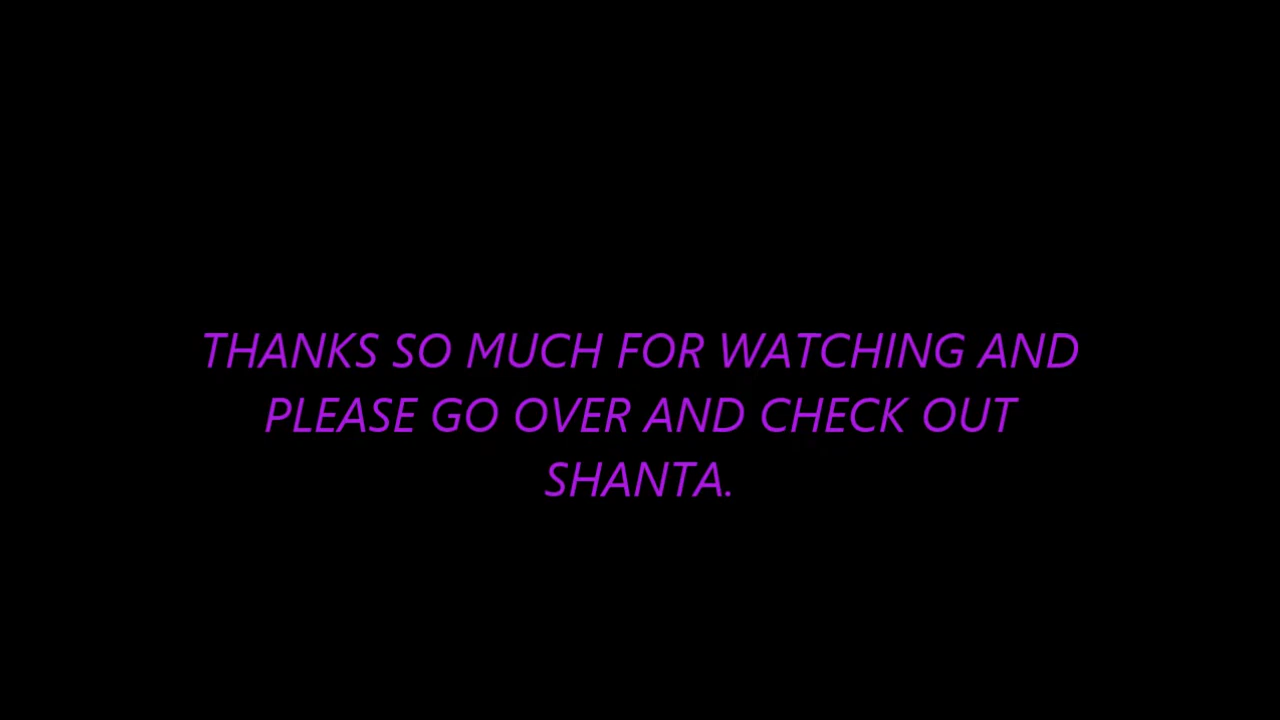 THANKS SO MUCH FOR WATCHING AND
PLEASE GO OVER AND CHECK OUT
SHANTA.